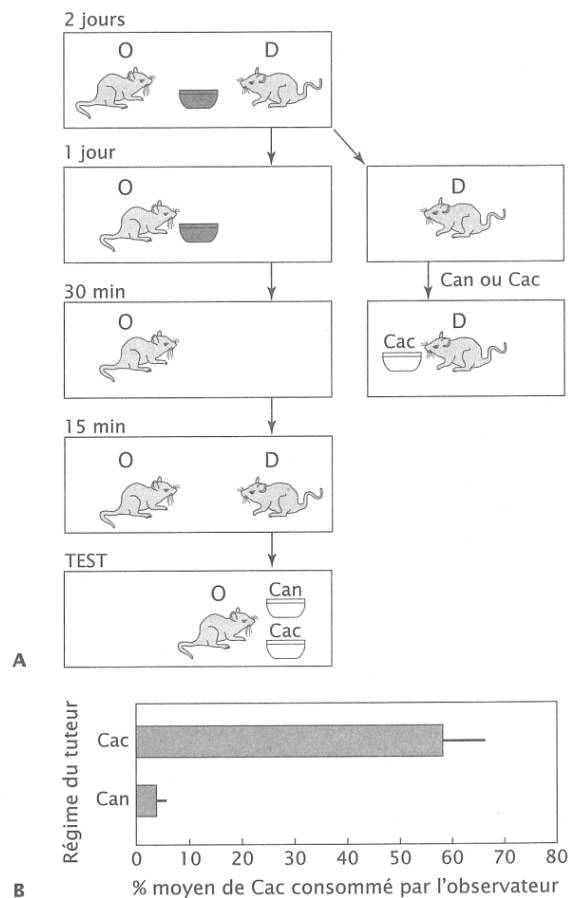 2 jours
O D
1 jour
O D
Can ou Cac
30 min
O D
Cac
15 min
O D
TEST
O Can
Cac
A
Régime du tuteur
Cac
Can
0 10 20 30 40 50 60 70 80
B % moyen de Cac consommé par l'observateur